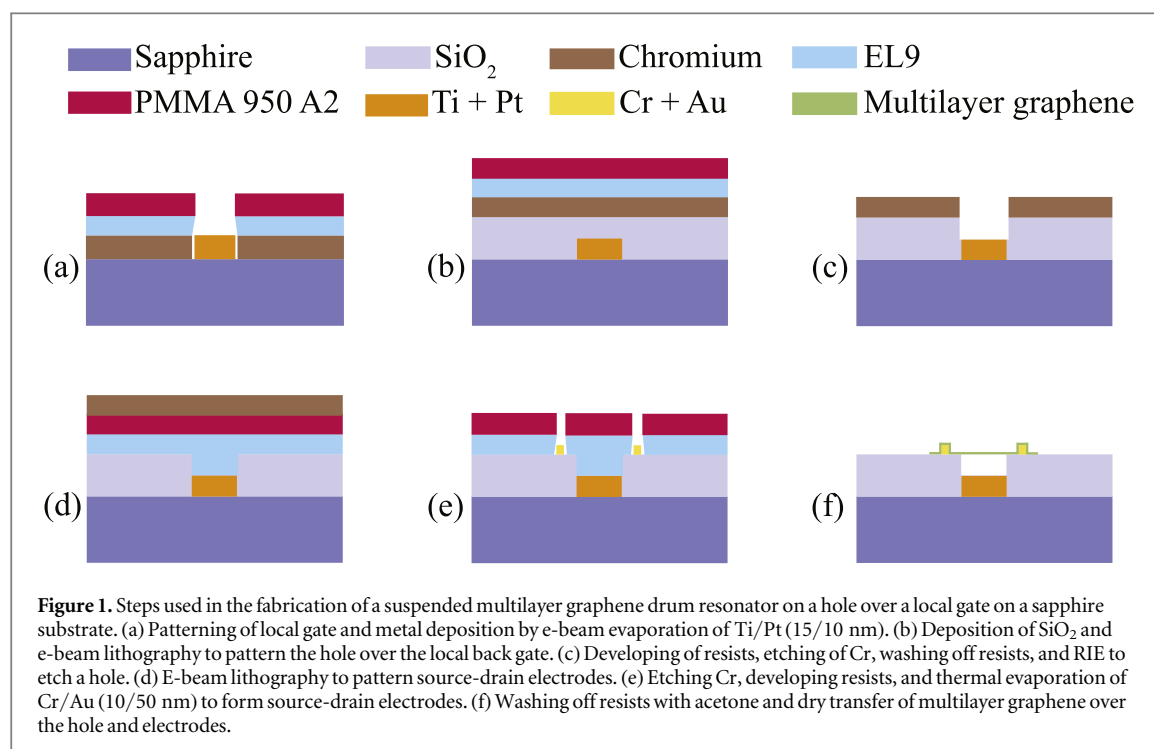 Sapphire SiO₂ Chromium EL9
PMMA 950 A2 Ti + Pt Cr + Au Multilayer graphene
(a) (b) (c)
(d) (e) (f)
Figure 1. Steps used in the fabrication of a suspended multilayer graphene drum resonator on a hole over a local gate on a sapphire
substrate. (a) Patterning of local gate and metal deposition by e-beam evaporation of Ti/Pt (15/10 nm). (b) Deposition of SiO₂ and
e-beam lithography to pattern the hole over the local back gate. (c) Developing of resists, etching of Cr, washing off resists, and RIE to
etch a hole. (d) E-beam lithography to pattern source-drain electrodes. (e) Etching Cr, developing resists, and thermal evaporation of
Cr/Au (10/50 nm) to form source-drain electrodes. (f) Washing off resists with acetone and dry transfer of multilayer graphene over
the hole and electrodes.